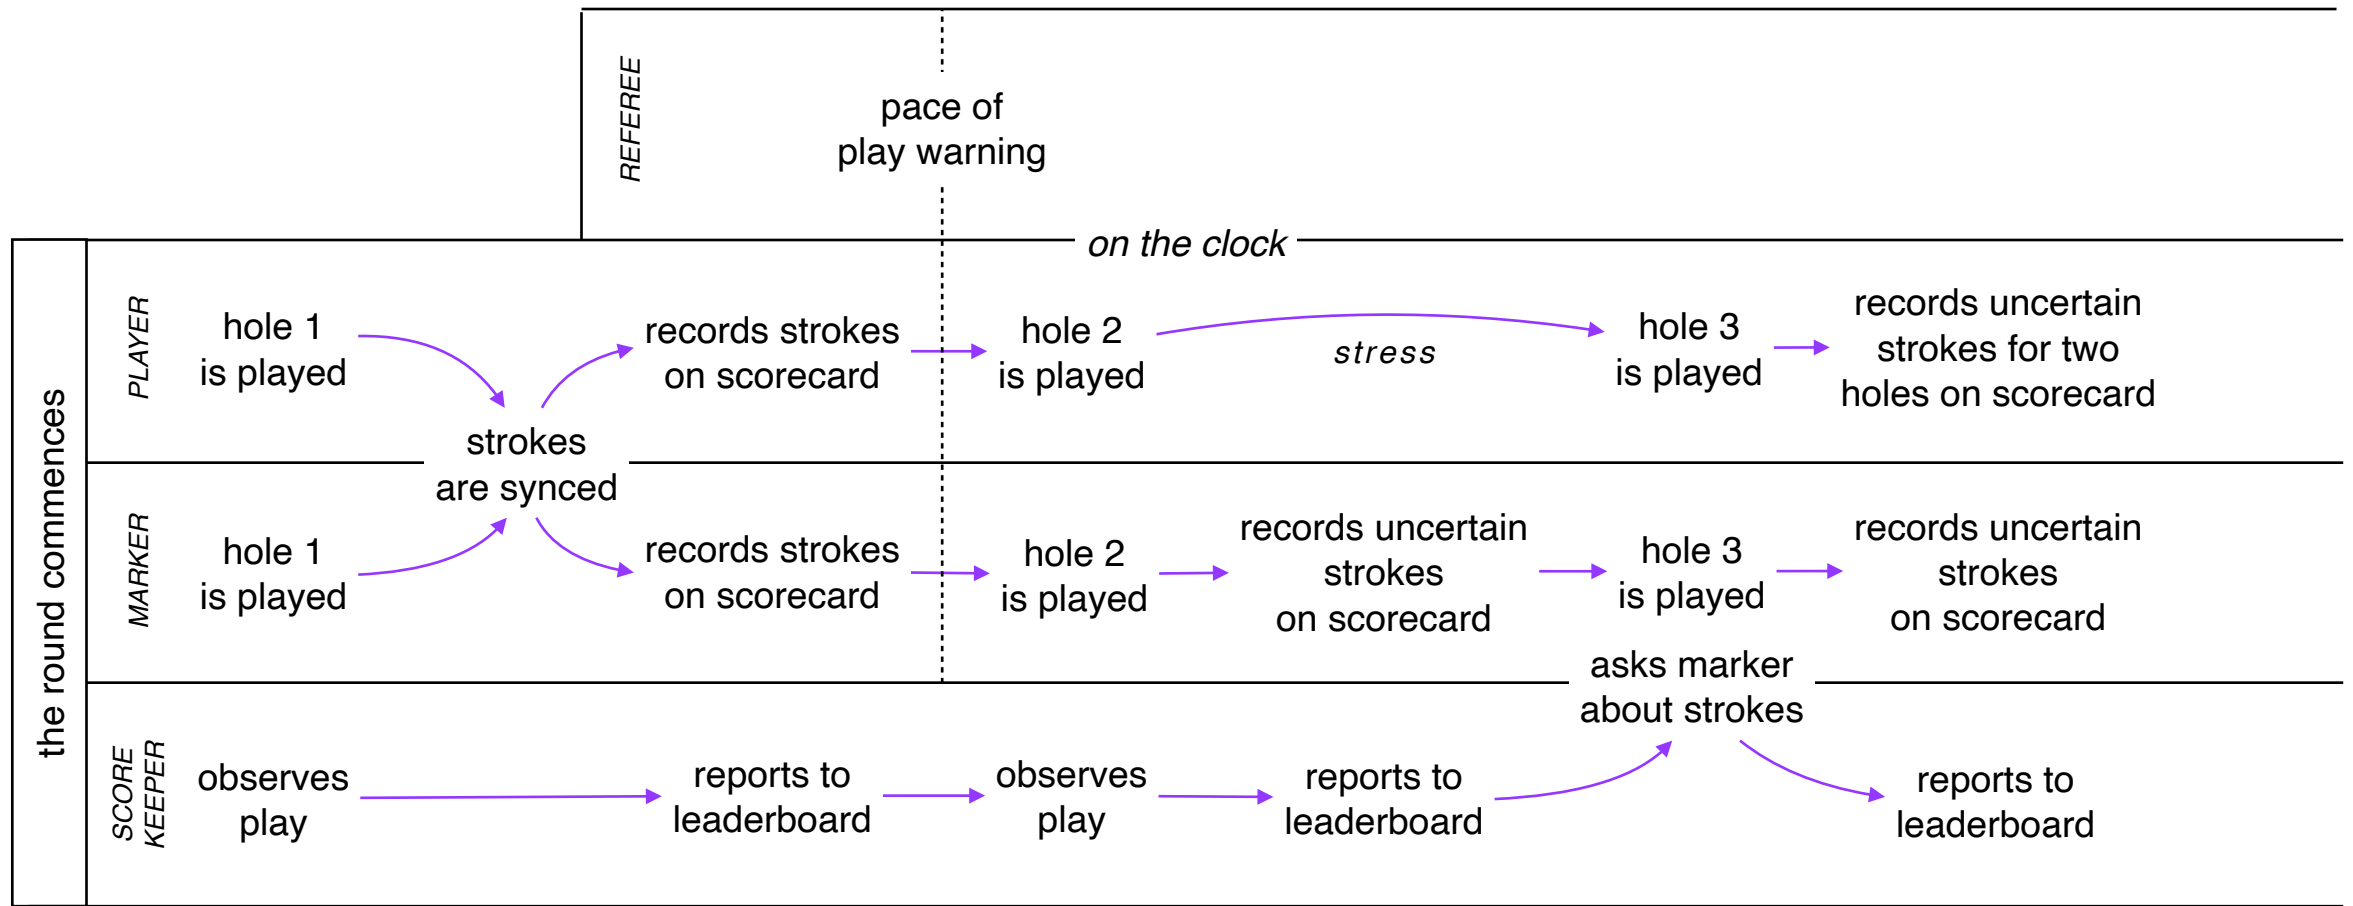 REFEREE
pace of
play warning
on the clock
the round commences
PLAYER
hole 1
is played
strokes
are synced
records strokes
on scorecard
hole 2
is played
stress
hole 3
is played
records uncertain
strokes for two
holes on scorecard
MARKER
hole 1
is played
records strokes
on scorecard
hole 2
is played
records uncertain
strokes
on scorecard
hole 3
is played
records uncertain
strokes
on scorecard
SCORE
KEEPER
observes
play
reports to
leaderboard
observes
play
reports to
leaderboard
asks marker
about strokes
reports to
leaderboard